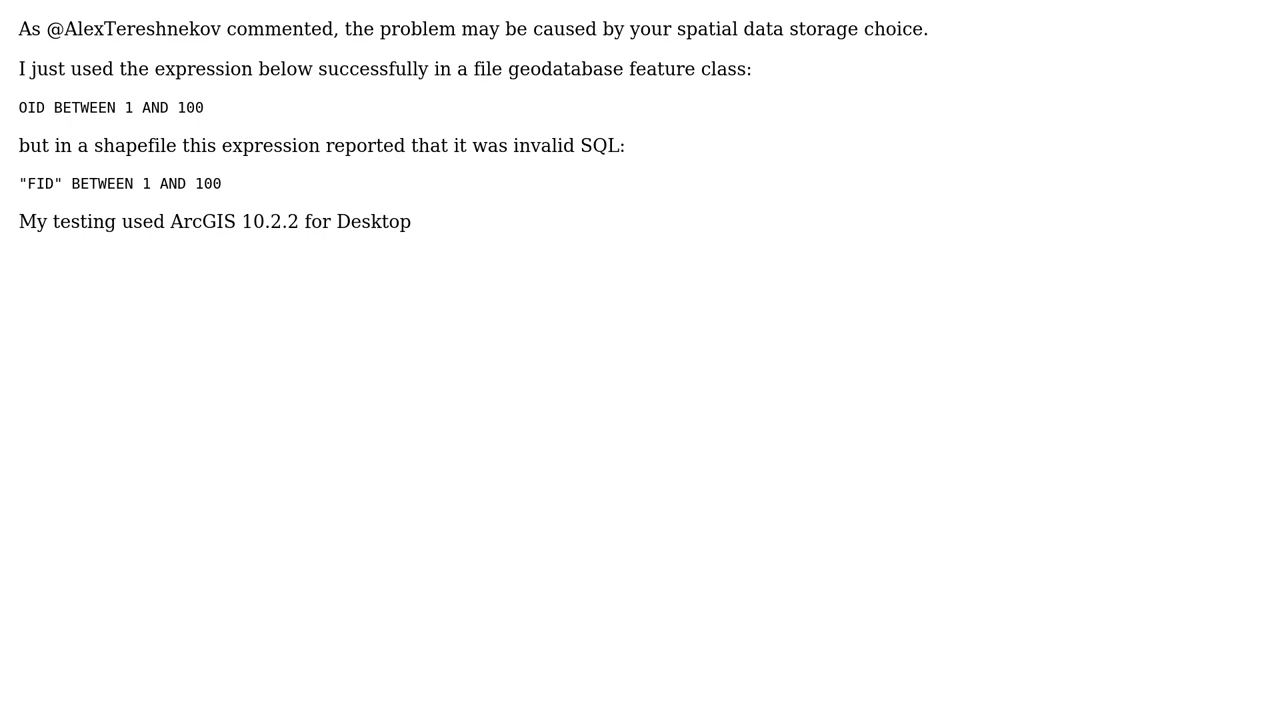 As @AlexTereshnekov commented, the problem may be caused by your spatial data storage choice.
I just used the expression below successfully in a file geodatabase feature class:
OID BETWEEN 1 AND 100
but in a shapefile this expression reported that it was invalid SQL:
"FID" BETWEEN 1 AND 100
My testing used ArcGIS 10.2.2 for Desktop